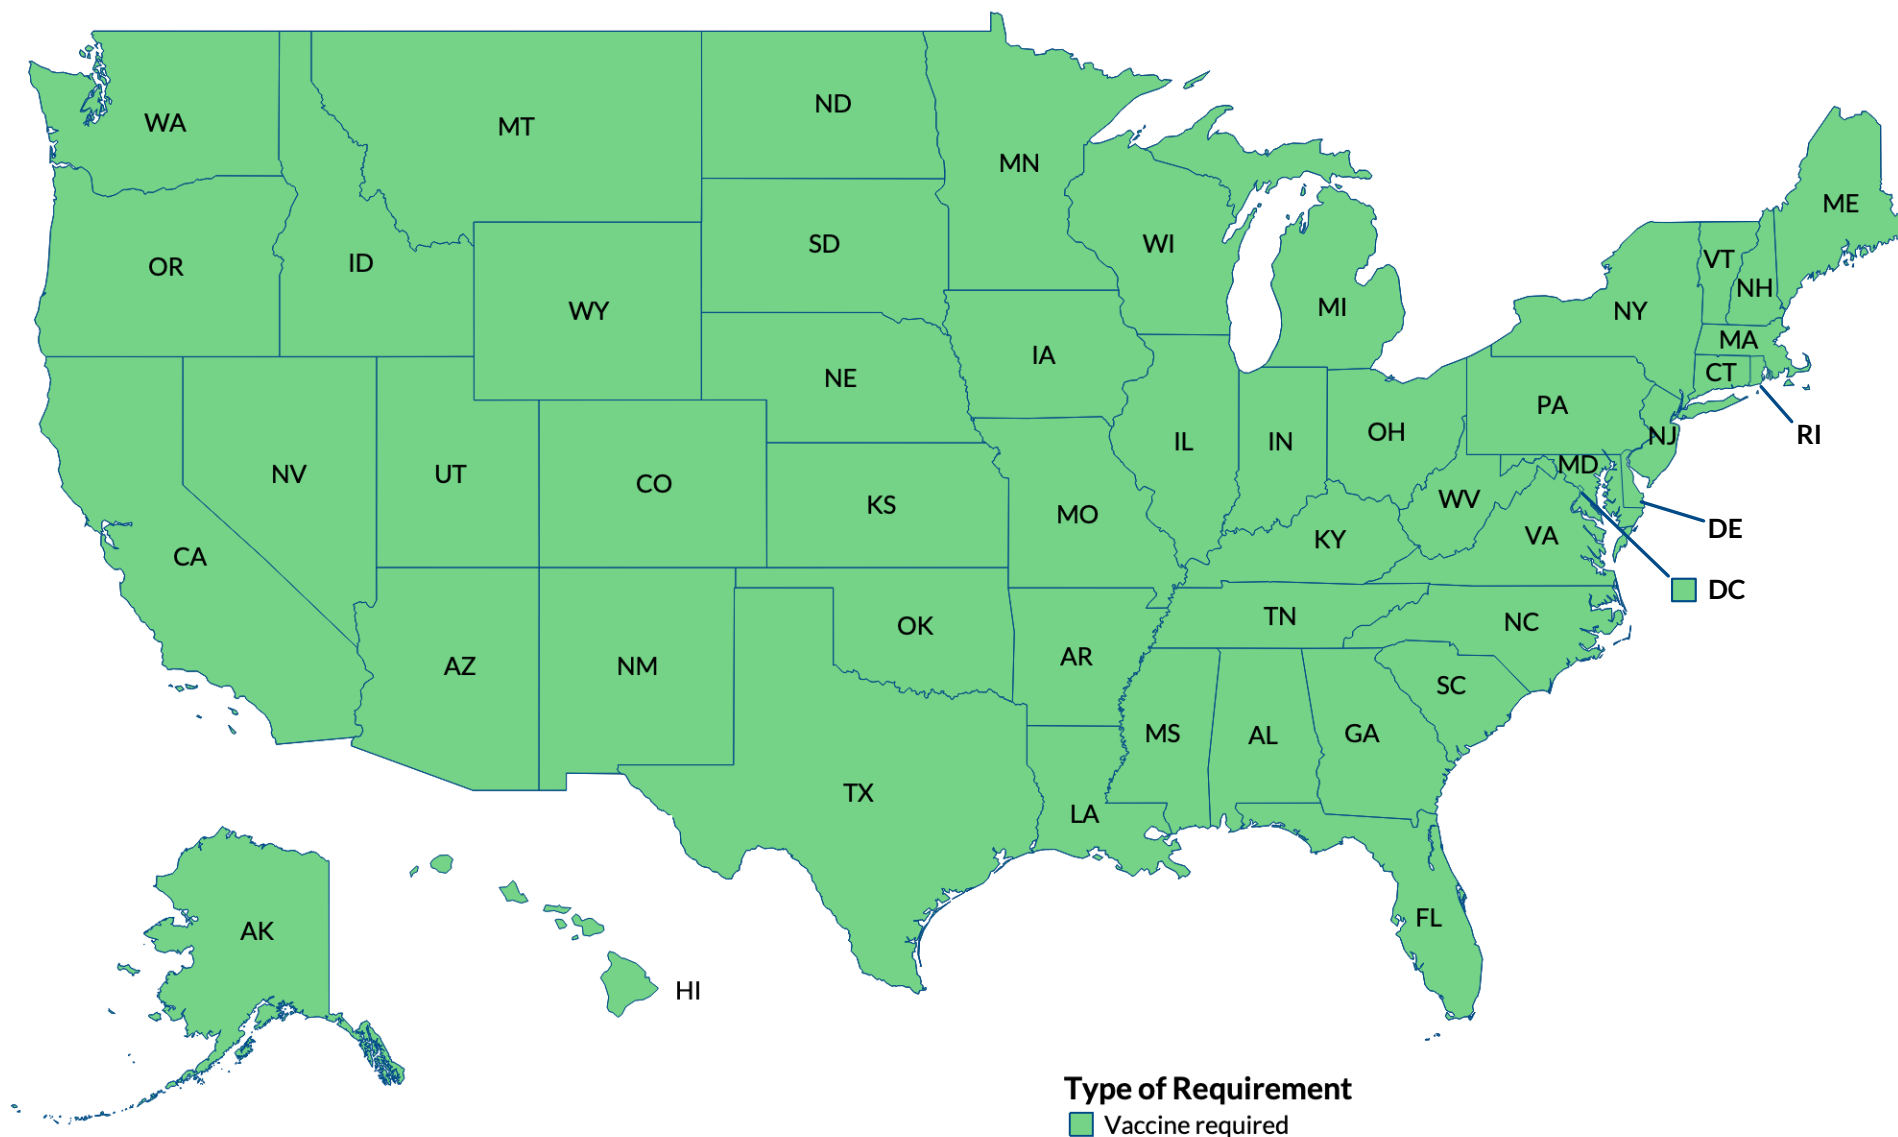 WA
MT
ND
MN
ME
OR
ID
SD
WI
VT
NH
WY
MI
NY
IA
MA
NE
CT
PA
RI
NV
UT
CO
KS
IL
IN
OH
NJ
MD
MO
WV
DE
CA
KY
VA
DC
AZ
NM
OK
AR
TN
NC
SC
TX
MS
AL
GA
LA
AK
HI
FL
Type of Requirement
Vaccine required